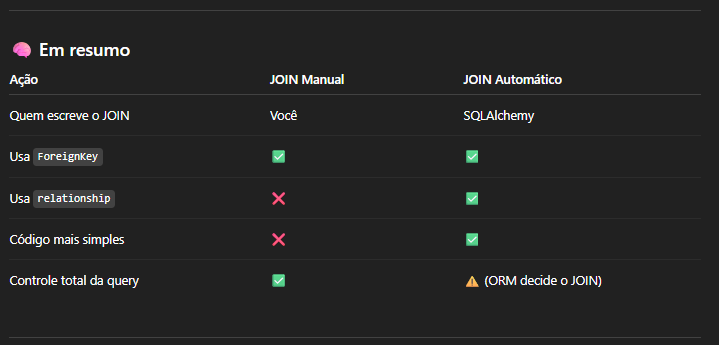 🧠 Em resumo
Ação JOIN Manual JOIN Automático
Quem escreve o JOIN Você SQLAlchemy
Usa ForeignKey ✅ ✅
Usa relationship ❌ ✅
Código mais simples ❌ ✅
Controle total da query ✅ ⚠️ (ORM decide o JOIN)